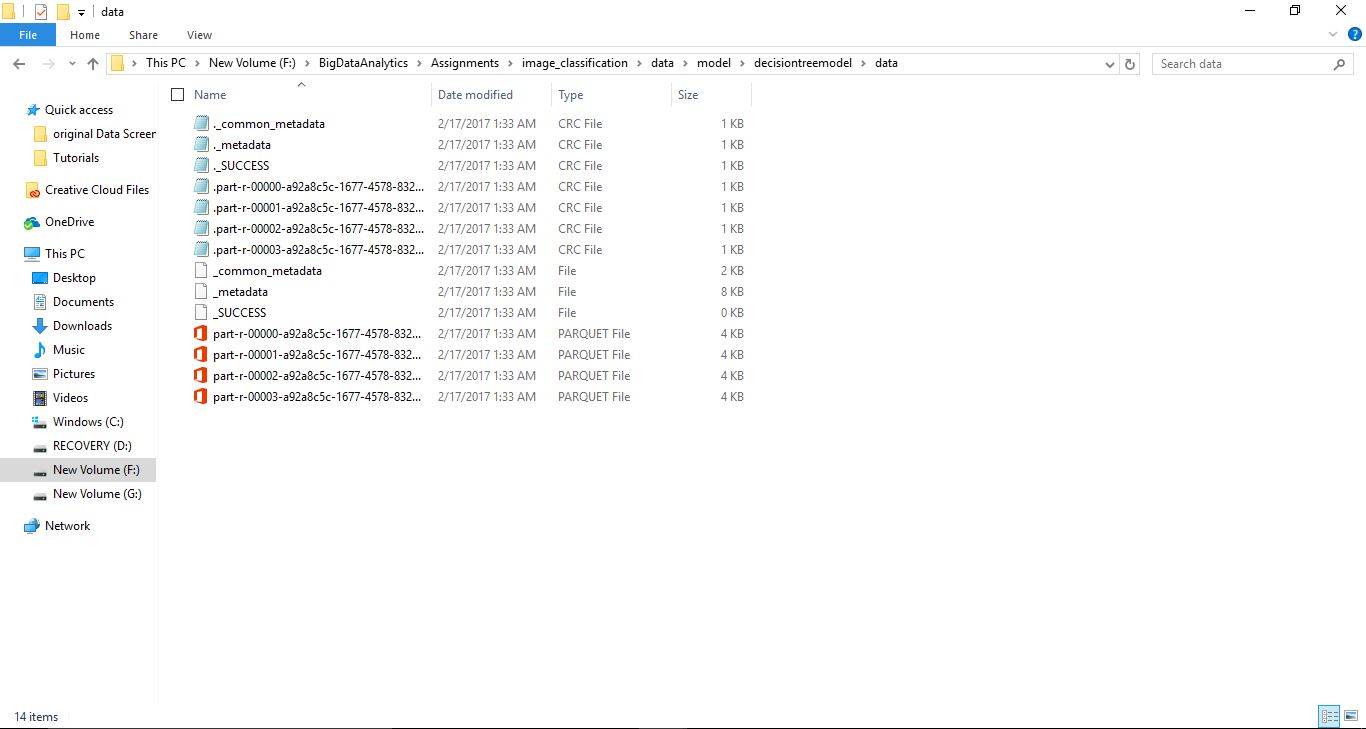 data
File Home Share View
This PC New Volume (F:) BigDataAnalytics Assignments image_classification data model decisiontreemodel data
Search data
Quick access
original Data Screer
Tutorials
Creative Cloud Files
OneDrive
This PC
Desktop
Documents
Downloads
Music
Pictures
Videos
Windows (C:)
RECOVERY (D:)
New Volume (F:)
New Volume (G:)
Network
Name Date modified Type Size
._common_metadata 2/17/2017 1:33 AM CRC File 1 KB
._metadata 2/17/2017 1:33 AM CRC File 1 KB
._SUCCESS 2/17/2017 1:33 AM CRC File 1 KB
.part-r-00000-a92a8c5c-1677-4578-832... 2/17/2017 1:33 AM CRC File 1 KB
.part-r-00001-a92a8c5c-1677-4578-832... 2/17/2017 1:33 AM CRC File 1 KB
.part-r-00002-a92a8c5c-1677-4578-832... 2/17/2017 1:33 AM CRC File 1 KB
.part-r-00003-a92a8c5c-1677-4578-832... 2/17/2017 1:33 AM CRC File 1 KB
_common_metadata 2/17/2017 1:33 AM File 2 KB
_metadata 2/17/2017 1:33 AM File 8 KB
_SUCCESS 2/17/2017 1:33 AM File 0 KB
part-r-00000-a92a8c5c-1677-4578-832... 2/17/2017 1:33 AM PARQUET File 4 KB
part-r-00001-a92a8c5c-1677-4578-832... 2/17/2017 1:33 AM PARQUET File 4 KB
part-r-00002-a92a8c5c-1677-4578-832... 2/17/2017 1:33 AM PARQUET File 4 KB
part-r-00003-a92a8c5c-1677-4578-832... 2/17/2017 1:33 AM PARQUET File 4 KB
14 items